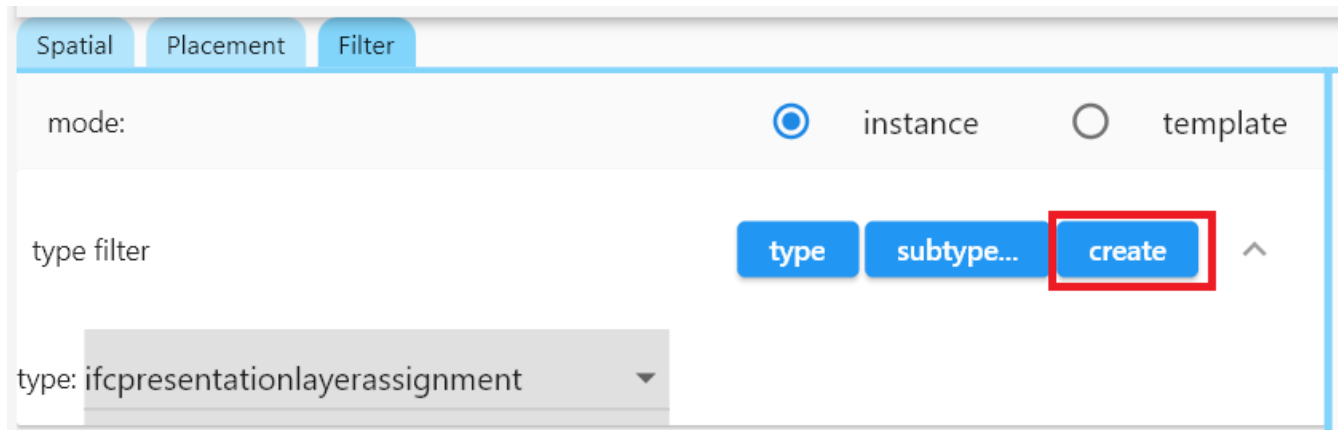 Spatial Placement Filter
mode: instance template
type filter type subtype... create
type: ifcpresentationlayerassignment